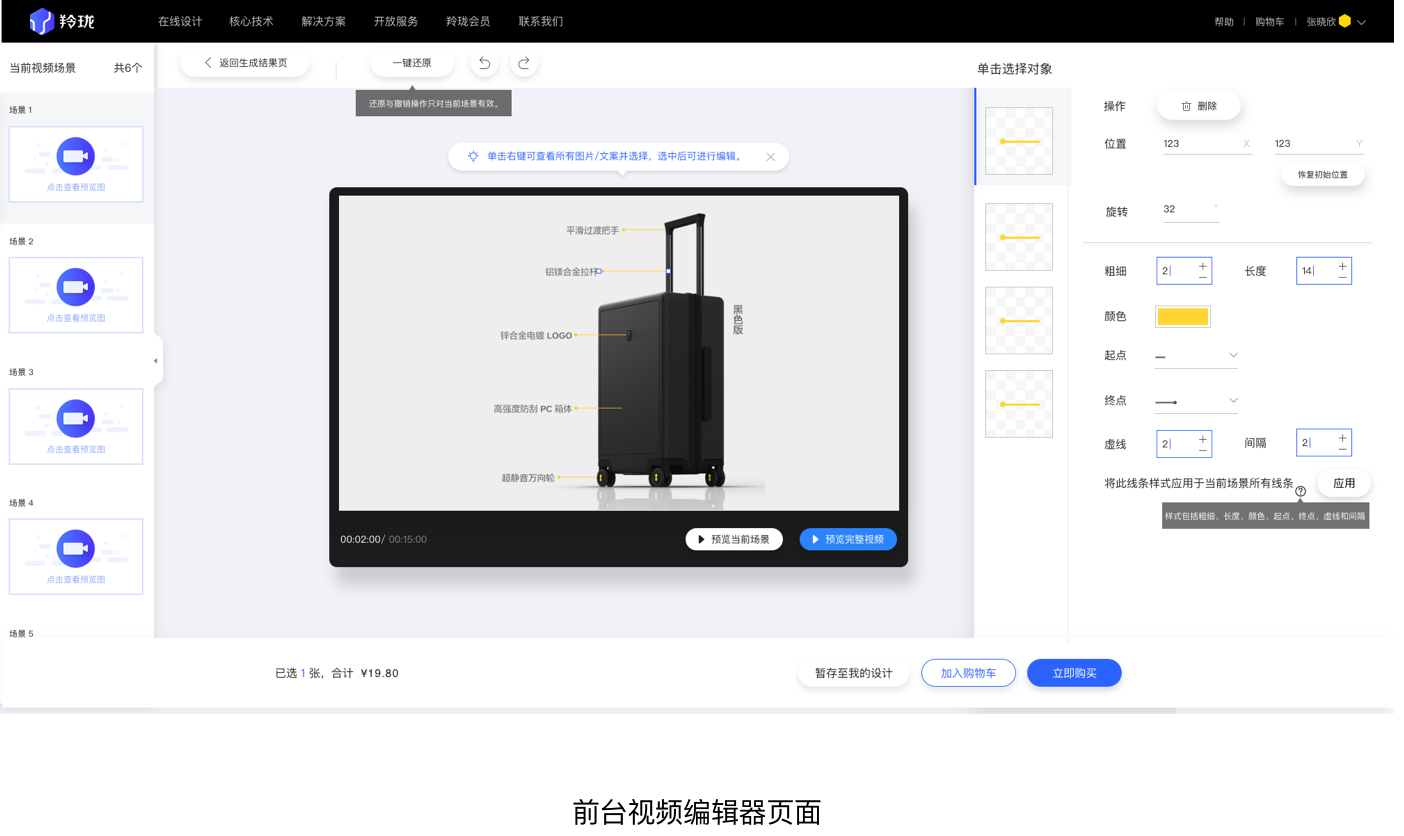 羚珑
在线设计
核心技术
解决方案
开放服务
羚珑会员
联系我们
帮助
购物车
张晓欣
当前视频场景
共6个
返回生成结果页
一键还原
还原与撤销操作只对当前场景有效。
单击选择对象
场景 1
点击查看预览图
场景 2
点击查看预览图
场景 3
点击查看预览图
场景 4
点击查看预览图
场景 5
单击右键可查看所有图片/文案并选择，选中后可进行编辑。
平滑过渡把手
铝镁合金拉杆
锌合金电镀 LOGO
高强度防刮 PC 箱体
超静音万向轮
黑色版
00:02:00/ 00:15:00
预览当前场景
预览完整视频
操作
删除
位置
123 X
123 Y
恢复初始位置
旋转
32 °
粗细
2
长度
14
颜色
起点
终点
虚线
2
间隔
2
将此线条样式应用于当前场景所有线条
应用
样式包括粗细、长度、颜色、起点、终点、虚线和间隔
已选 1 张，合计 ¥19.80
暂存至我的设计
加入购物车
立即购买
前台视频编辑器页面